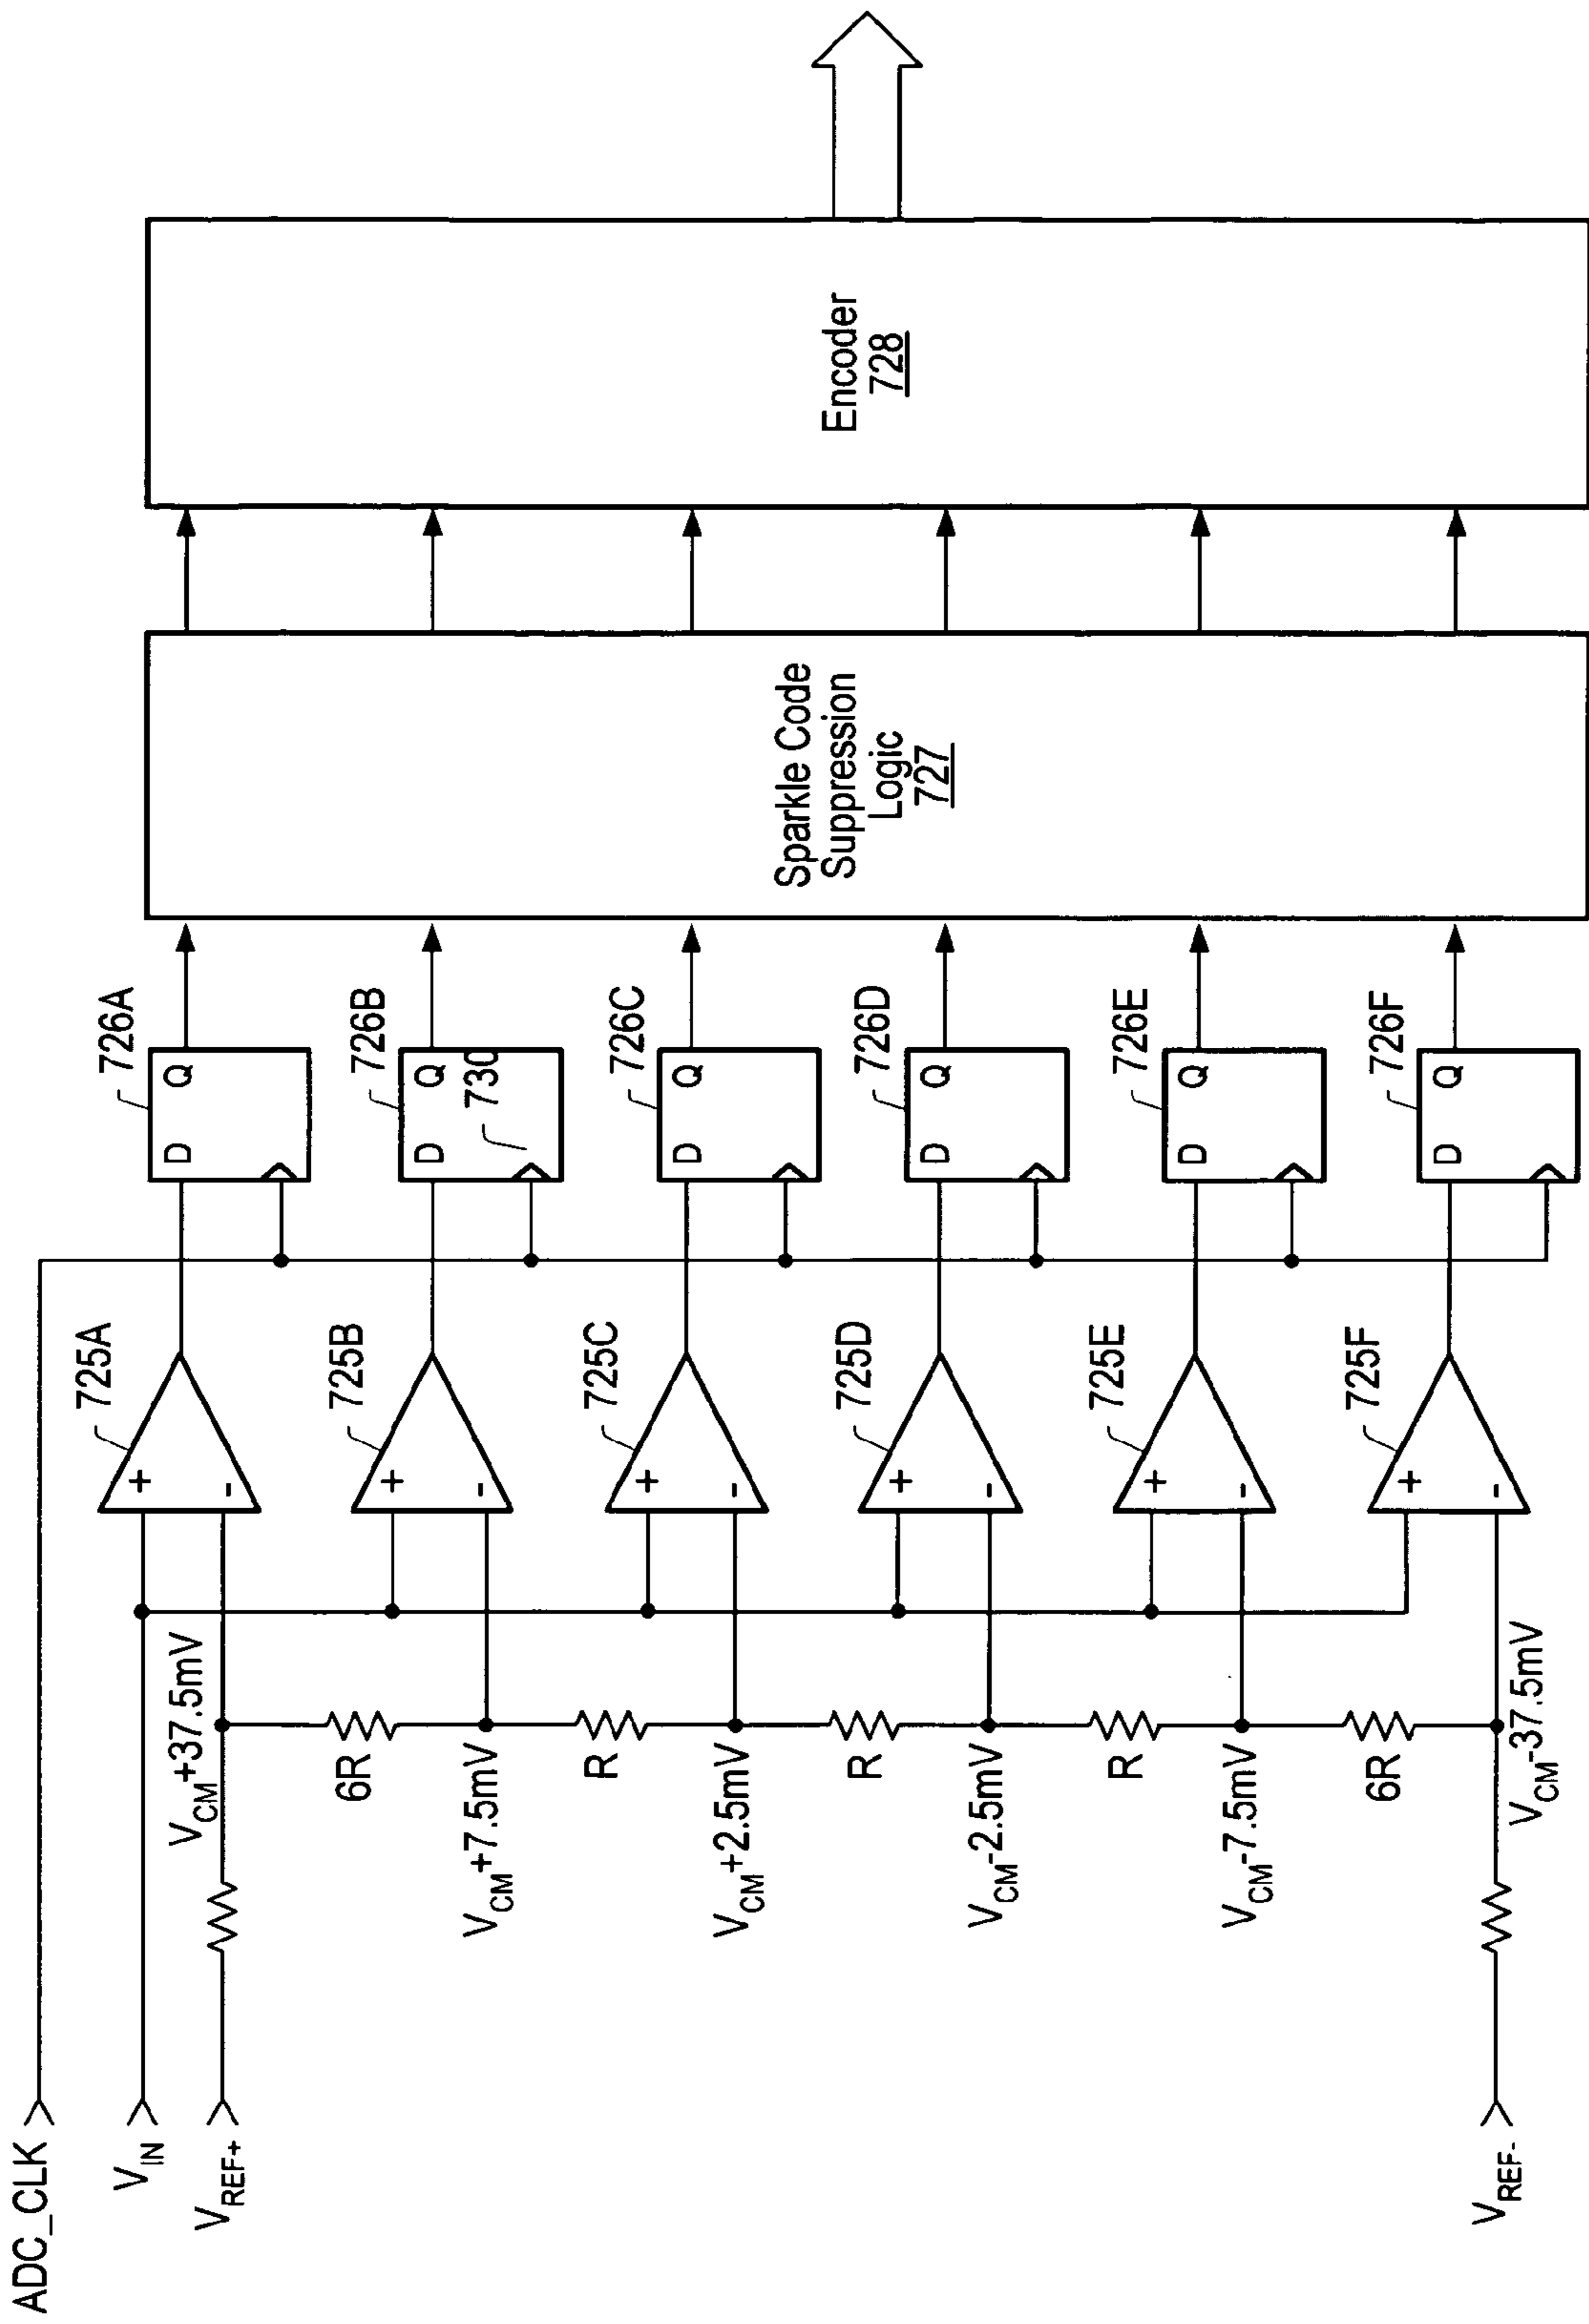 ADC_CLK
V_IN
V_REF+
V_REF-
V_CM+37.5mV
6R
V_CM+7.5mV
R
V_CM+2.5mV
R
V_CM-2.5mV
R
V_CM-7.5mV
6R
V_CM-37.5mV
725A
+
-
725B
+
-
725C
+
-
725D
+
-
725E
+
-
725F
+
-
726A
D Q
726B
D Q
730
726C
D Q
726D
D Q
726E
D Q
726F
D Q
Sparkle Code
Suppression
Logic
727
Encoder
728